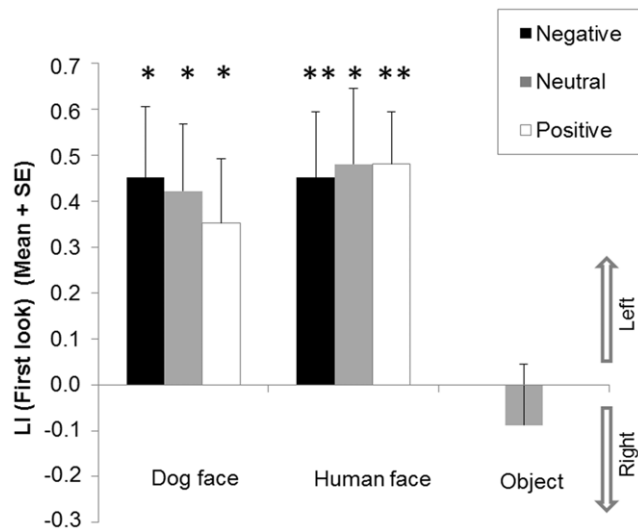 Negative
Neutral
Positive
LI (First look) (Mean + SE)
0.7
0.6
0.5
0.4
0.3
0.2
0.1
0.0
-0.1
-0.2
-0.3
* * *
** * **
Left
Right
Dog face
Human face
Object